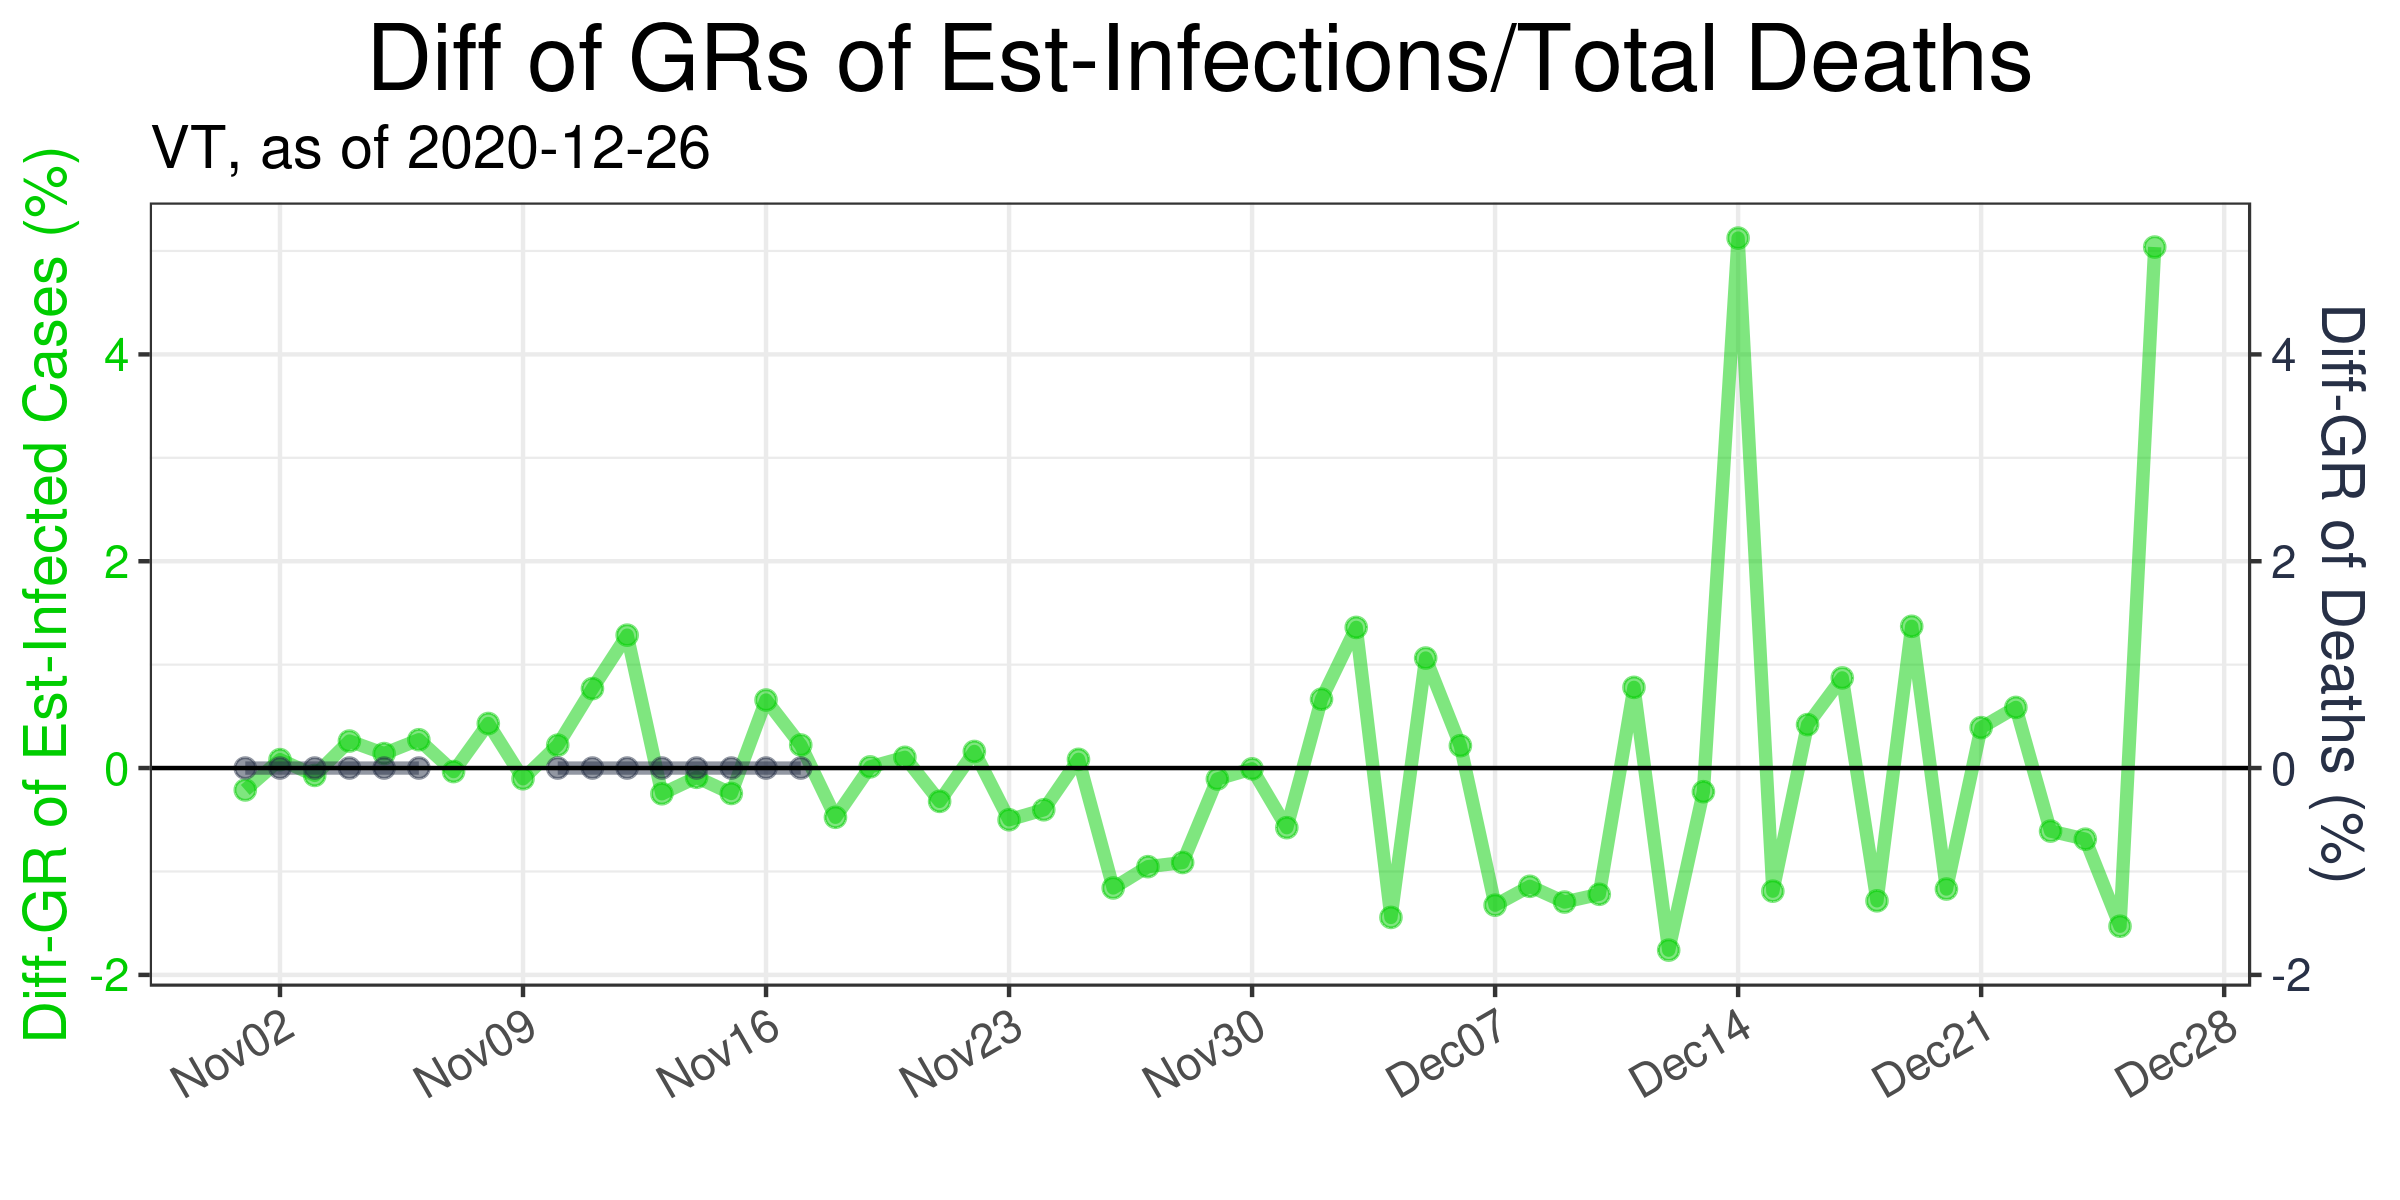 Diff of GRs of Est-Infections/Total Deaths
VT, as of 2020-12-26
Diff-GR of Est-Infected Cases (%)
4
2
0
-2
4
2
0
-2
Diff-GR of Deaths (%)
Nov02
Nov09
Nov16
Nov23
Nov30
Dec07
Dec14
Dec21
Dec28